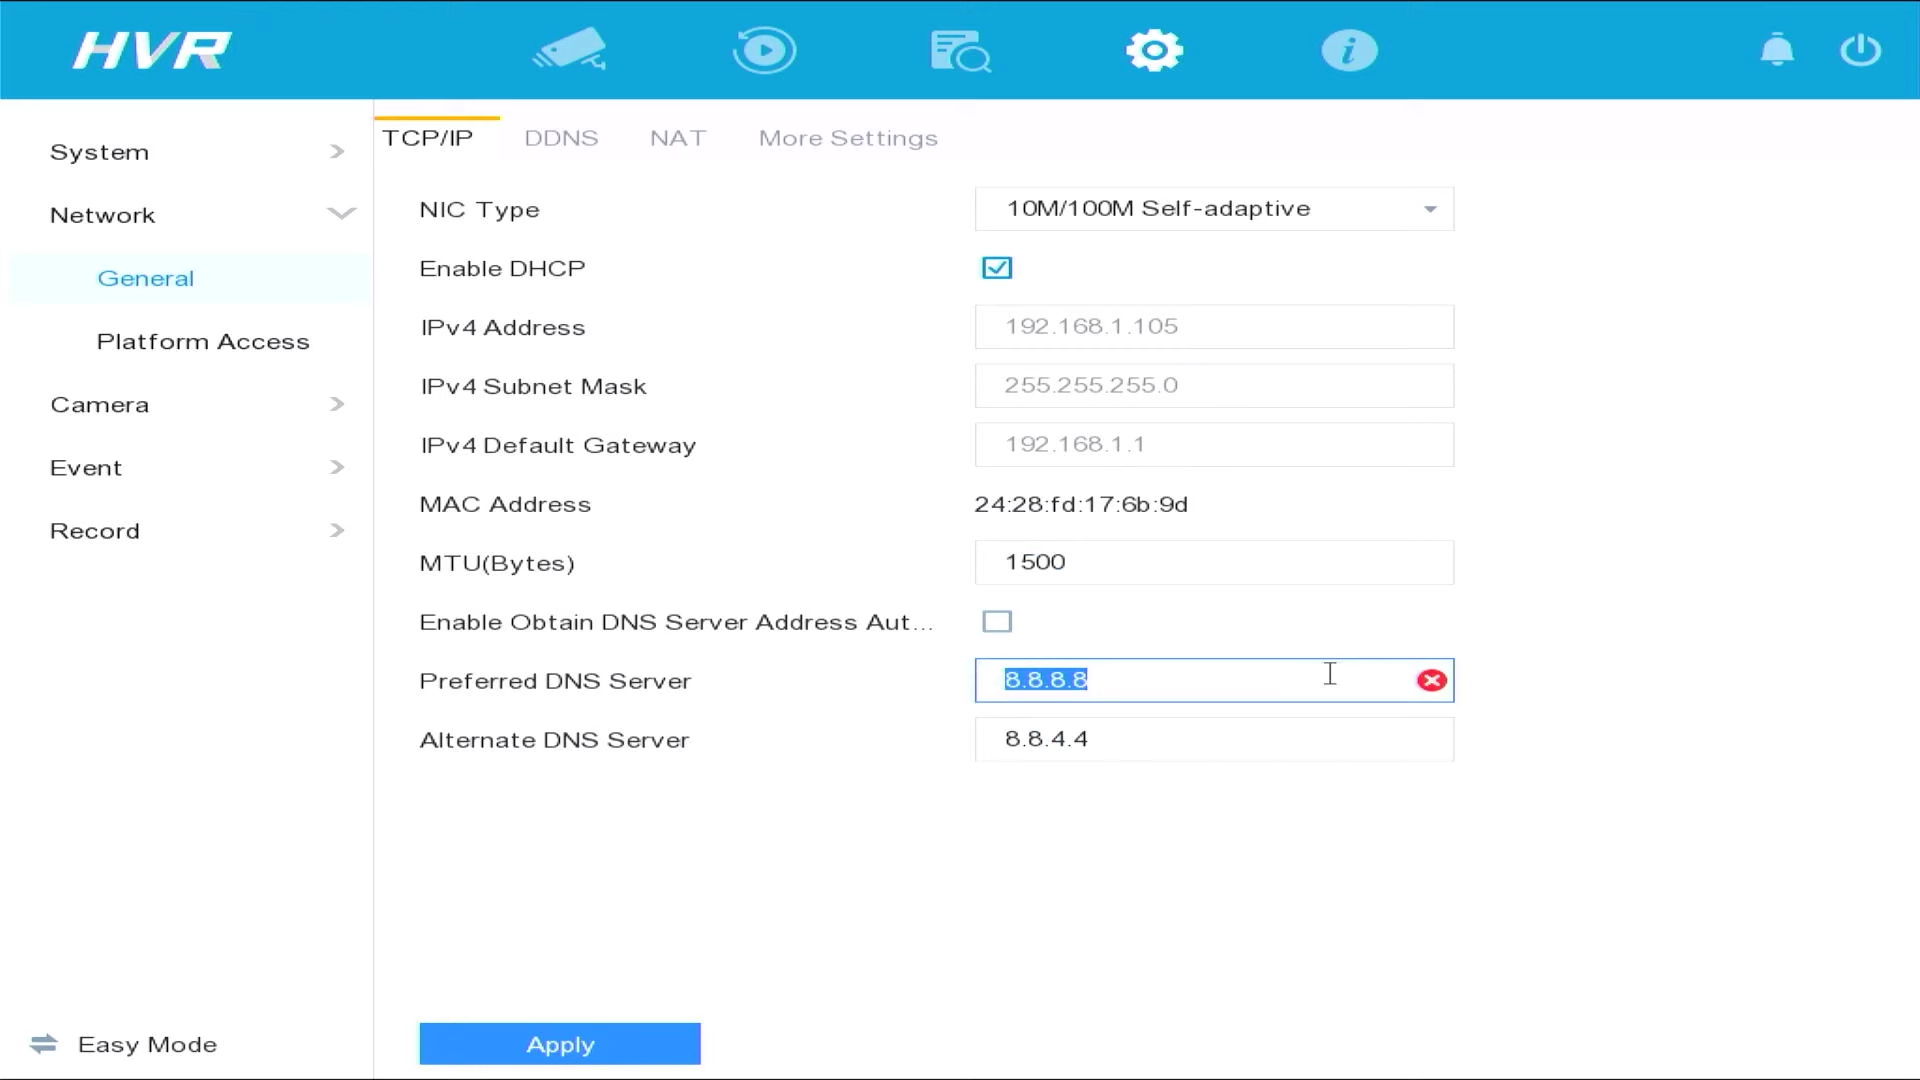 HVR
TCP/IP DDNS NAT More Settings
System
Network
General
Platform Access
Camera
Event
Record
NIC Type 10M/100M Self-adaptive
Enable DHCP
IPv4 Address 192.168.1.105
IPv4 Subnet Mask 255.255.255.0
IPv4 Default Gateway 192.168.1.1
MAC Address 24:28:fd:17:6b:9d
MTU(Bytes) 1500
Enable Obtain DNS Server Address Aut...
Preferred DNS Server 8.8.8.8
Alternate DNS Server 8.8.4.4
Easy Mode
Apply